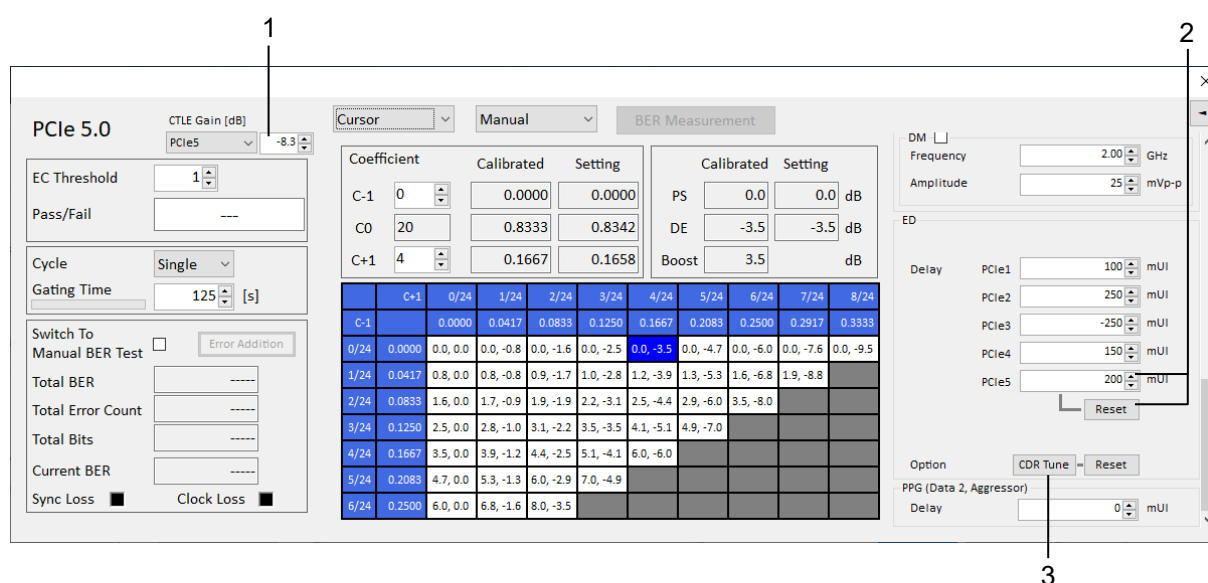 1
2
PCIe 5.0
CTLE Gain [dB]
PCIe5 -8.3
EC Threshold 1
Pass/Fail ---
Cycle Single
Gating Time 125 [s]
Switch To
Manual BER Test Error Addition
Total BER -----
Total Error Count -----
Total Bits -----
Current BER -----
Sync Loss Clock Loss
Cursor Manual BER Measurement
Coefficient Calibrated Setting
C-1 0 0.0000 0.0000
C0 20 0.8333 0.8342
C+1 4 0.1667 0.1658
Calibrated Setting
PS 0.0 0.0 dB
DE -3.5 -3.5 dB
Boost 3.5 dB
C+1 0/24 1/24 2/24 3/24 4/24 5/24 6/24 7/24 8/24
C-1 0.0000 0.0417 0.0833 0.1250 0.1667 0.2083 0.2500 0.2917 0.3333
0/24 0.0000 0.0, 0.0 0.0, -0.8 0.0, -1.6 0.0, -2.5 0.0, -3.5 0.0, -4.7 0.0, -6.0 0.0, -7.6 0.0, -9.5
1/24 0.0417 0.8, 0.0 0.8, -0.8 0.9, -1.7 1.0, -2.8 1.2, -3.9 1.3, -5.3 1.6, -6.8 1.9, -8.8
2/24 0.0833 1.6, 0.0 1.7, -0.9 1.9, -1.9 2.2, -3.1 2.5, -4.4 2.9, -6.0 3.5, -8.0
3/24 0.1250 2.5, 0.0 2.8, -1.0 3.1, -2.2 3.5, -3.5 4.1, -5.1 4.9, -7.0
4/24 0.1667 3.5, 0.0 3.9, -1.2 4.4, -2.5 5.1, -4.1 6.0, -6.0
5/24 0.2083 4.7, 0.0 5.3, -1.3 6.0, -2.9 7.0, -4.9
6/24 0.2500 6.0, 0.0 6.8, -1.6 8.0, -3.5
DM
Frequency 2.00 GHz
Amplitude 25 mVp-p
ED
Delay PCIe1 100 mUI
PCIe2 250 mUI
PCIe3 -250 mUI
PCIe4 150 mUI
PCIe5 200 mUI
Reset
Option CDR Tune Reset
PPG (Data 2, Aggressor)
Delay 0 mUI
3